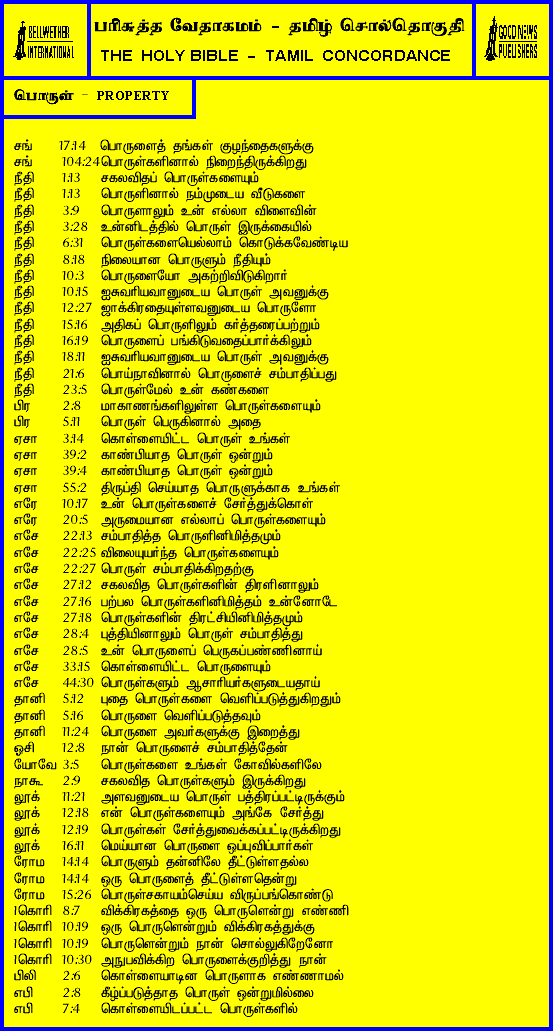 BELLWETHER
INTERNATIONAL
பரிசுத்த வேதாகமம் - தமிழ் சொல்தொகுதி
THE HOLY BIBLE - TAMIL CONCORDANCE
GOOD NEWS
PUBLISHERS
பொருள் - PROPERTY
சங் 17:14 பொருளைத் தங்கள் குழந்தைகளுக்கு
சங் 104:24 பொருள்களினால் நிறைந்திருக்கிறது
நீதி 1:13 சகலவிதப் பொருள்களையும்
நீதி 1:13 பொருளினால் நம்முடைய வீடுகளை
நீதி 3:9 பொருளாலும் உன் எல்லா விளைவின்
நீதி 3:28 உன்னிடத்தில் பொருள் இருக்கையில்
நீதி 6:31 பொருள்களையெல்லாம் கொடுக்கவேண்டிய
நீதி 8:18 நிலையான பொருளும் நீதியும்
நீதி 10:3 பொருளையோ அகற்றிவிடுகிறார்
நீதி 10:15 ஐசுவரியவானுடைய பொருள் அவனுக்கு
நீதி 12:27 ஜாக்கிரதையுள்ளவனுடைய பொருளோ
நீதி 15:16 அதிகப் பொருளிலும் கர்த்தரைப்பற்றும்
நீதி 16:19 பொருளைப் பங்கிடுவதைப்பார்க்கிலும்
நீதி 18:11 ஐசுவரியவானுடைய பொருள் அவனுக்கு
நீதி 21:6 பொய்நாவினால் பொருளைச் சம்பாதிப்பது
நீதி 23:5 பொருள்மேல் உன் கண்களை
பிர 2:8 மாகாணங்களிலுள்ள பொருள்களையும்
பிர 5:11 பொருள் பெருகினால் அதை
ஏசா 3:14 கொள்ளையிட்ட பொருள் உங்கள்
ஏசா 39:2 காண்பியாத பொருள் ஒன்றும்
ஏசா 39:4 காண்பியாத பொருள் ஒன்றும்
ஏசா 55:2 திருப்தி செய்யாத பொருளுக்காக உங்கள்
எரே 10:17 உன் பொருள்களைச் சேர்த்துக்கொள்
எரே 20:5 அருமையான எல்லாப் பொருள்களையும்
எசே 22:13 சம்பாதித்த பொருளினிமித்தமும்
எசே 22:25 விலையுயர்ந்த பொருள்களையும்
எசே 22:27 பொருள் சம்பாதிக்கிறதற்கு
எசே 27:12 சகலவித பொருள்களின் திரளினாலும்
எசே 27:16 பற்பல பொருள்களினிமித்தம் உன்னோடே
எசே 27:18 பொருள்களின் திரட்சியினிமித்தமும்
எசே 28:4 புத்தியினாலும் பொருள் சம்பாதித்து
எசே 28:5 உன் பொருளைப் பெருகப்பண்ணினாய்
எசே 33:15 கொள்ளையிட்ட பொருளையும்
எசே 44:30 பொருள்களும் ஆசாரியர்களுடையதாய்
தானி 5:12 புதை பொருள்களை வெளிப்படுத்துகிறதும்
தானி 5:16 பொருளை வெளிப்படுத்தவும்
தானி 11:24 பொருளை அவர்களுக்கு இறைத்து
ஓசி 12:8 நான் பொருளைச் சம்பாதித்தேன்
யோவே 3:5 பொருள்களை உங்கள் கோவில்களிலே
நாகூ 2:9 சகலவித பொருள்களும் இருக்கிறது
லூக் 11:21 அளவனுடைய பொருள் பத்திரப்பட்டிருக்கும்
லூக் 12:18 என் பொருள்களையும் அங்கே சேர்த்து
லூக் 12:19 பொருள்கள் சேர்த்துவைக்கப்பட்டிருக்கிறது
லூக் 16:11 மெய்யான பொருளை ஒப்புவிப்பார்கள்
ரோம 14:14 பொருளும் தன்னிலே தீட்டுள்ளதல்ல
ரோம 14:14 ஒரு பொருளைத் தீட்டுள்ளதென்று
ரோம 15:26 பொருள்சகாயம்செய்ய விருப்பங்கொண்டு
1கொரி 8:7 விக்கிரகத்தை ஒரு பொருளென்று எண்ணி
1கொரி 10:19 ஒரு பொருளென்றும் விக்கிரகத்துக்கு
1கொரி 10:19 பொருளென்றும் நான் சொல்லுகிறேனோ
1கொரி 10:30 அநுபவிக்கிற பொருளைக்குறித்து நான்
பிலி 2:6 கொள்ளையாடின பொருளாக எண்ணாமல்
எபி 2:8 கீழ்ப்படுத்தாத பொருள் ஒன்றுமில்லை
எபி 7:4 கொள்ளையிடப்பட்ட பொருள்களில்